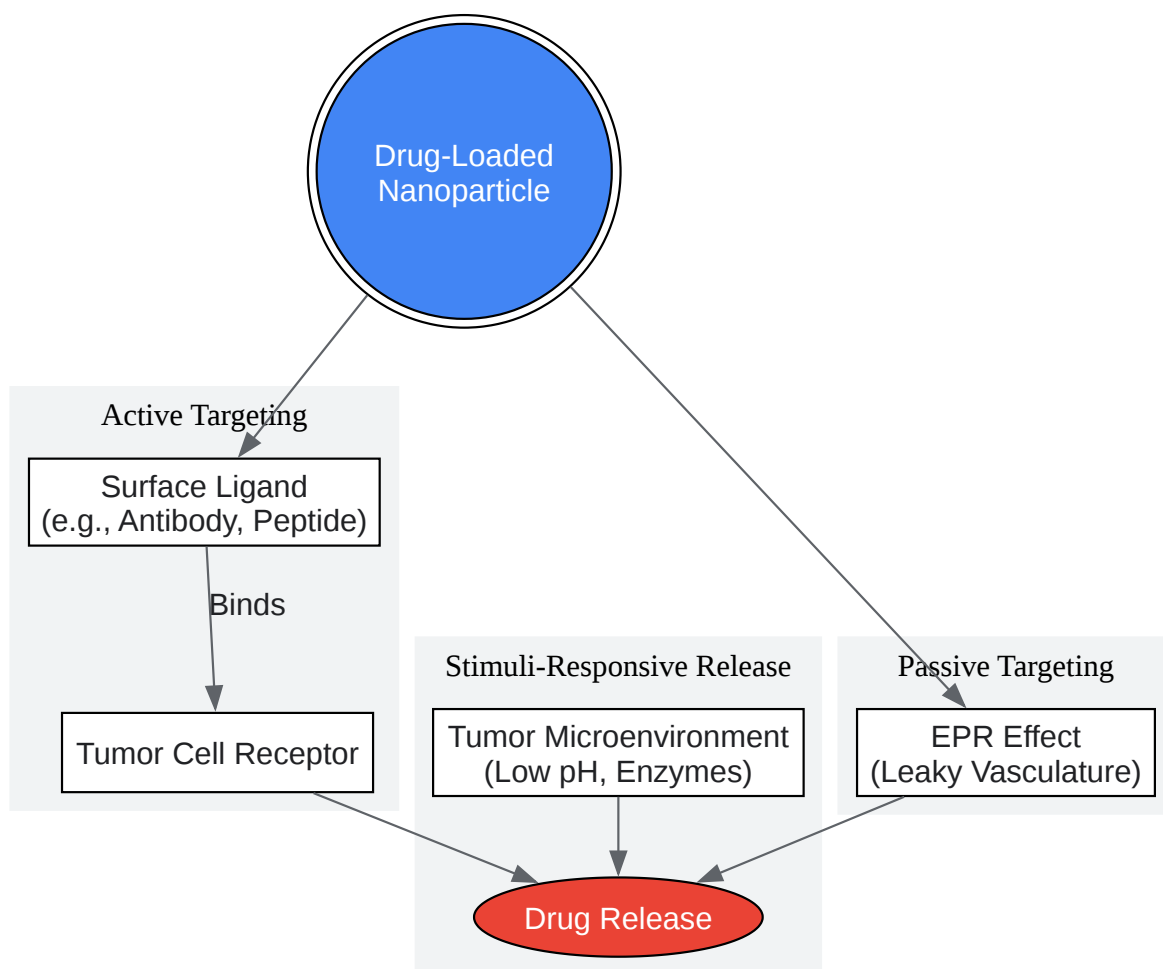 Drug-Loaded
Nanoparticle
Active Targeting
Surface Ligand
(e.g., Antibody, Peptide)
Binds
Tumor Cell Receptor
Stimuli-Responsive Release
Tumor Microenvironment
(Low pH, Enzymes)
Passive Targeting
EPR Effect
(Leaky Vasculature)
Drug Release